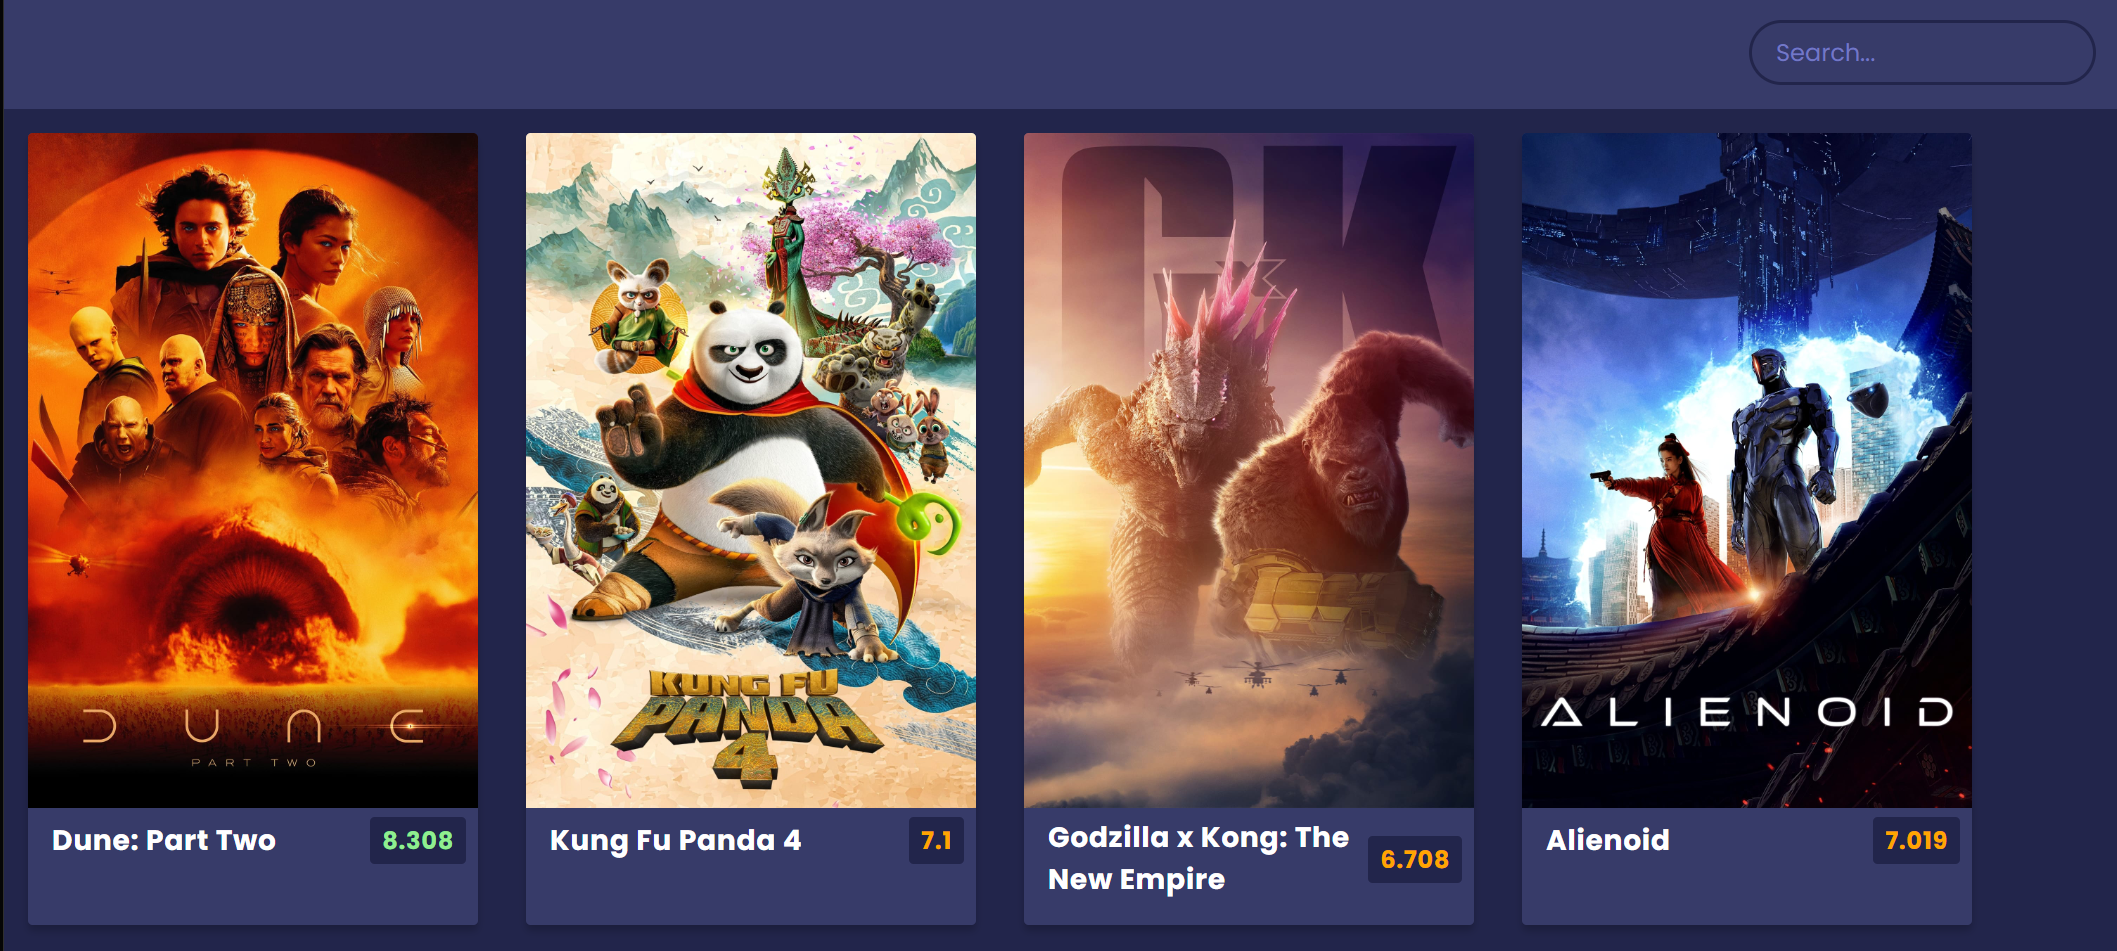 Search...
DUNE
PART TWO
Dune: Part Two
8.308
KUNG FU
PANDA
4
Kung Fu Panda 4
7.1
GK
X
Godzilla x Kong: The
New Empire
6.708
ALIENOID
Alienoid
7.019